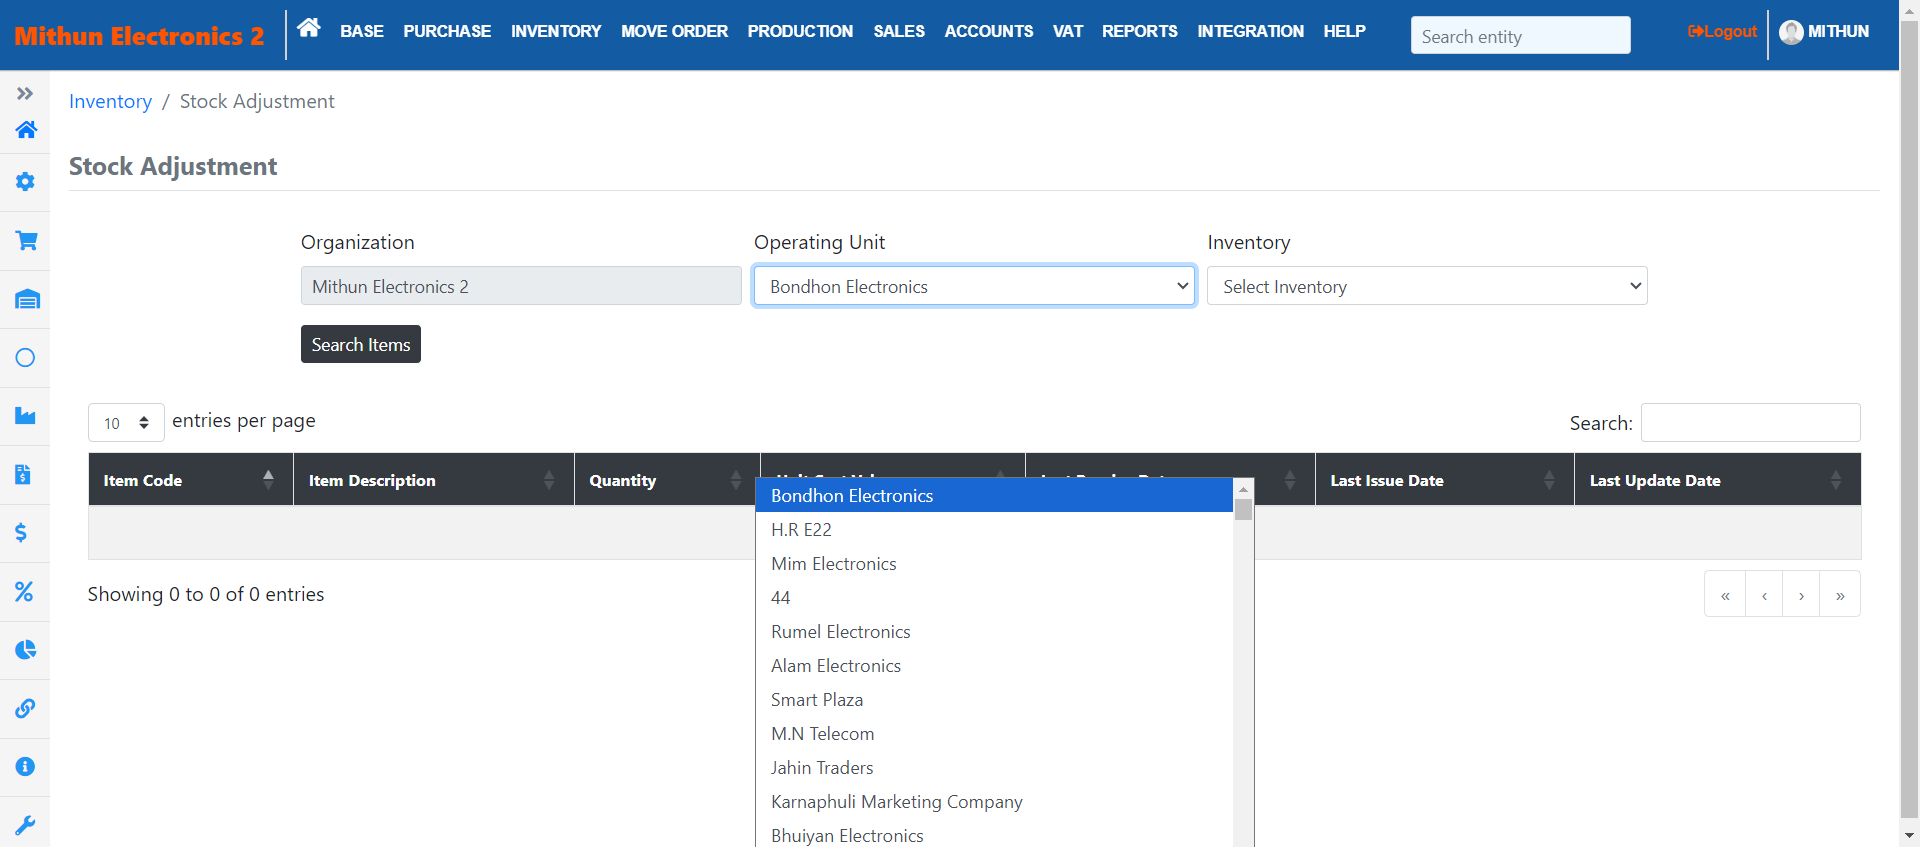 Mithun Electronics 2
BASE PURCHASE INVENTORY MOVE ORDER PRODUCTION SALES ACCOUNTS VAT REPORTS INTEGRATION HELP
Search entity
Logout
MITHUN
Inventory / Stock Adjustment
Stock Adjustment
Organization Operating Unit Inventory
Mithun Electronics 2 Bondhon Electronics Select Inventory
Search Items
10 entries per page Search:
Item Code Item Description Quantity Last Issue Date Last Update Date
Bondhon Electronics
H.R E22
Mim Electronics
44
Rumel Electronics
Alam Electronics
Smart Plaza
M.N Telecom
Jahin Traders
Karnaphuli Marketing Company
Bhuiyan Electronics
Showing 0 to 0 of 0 entries
« ‹ › »